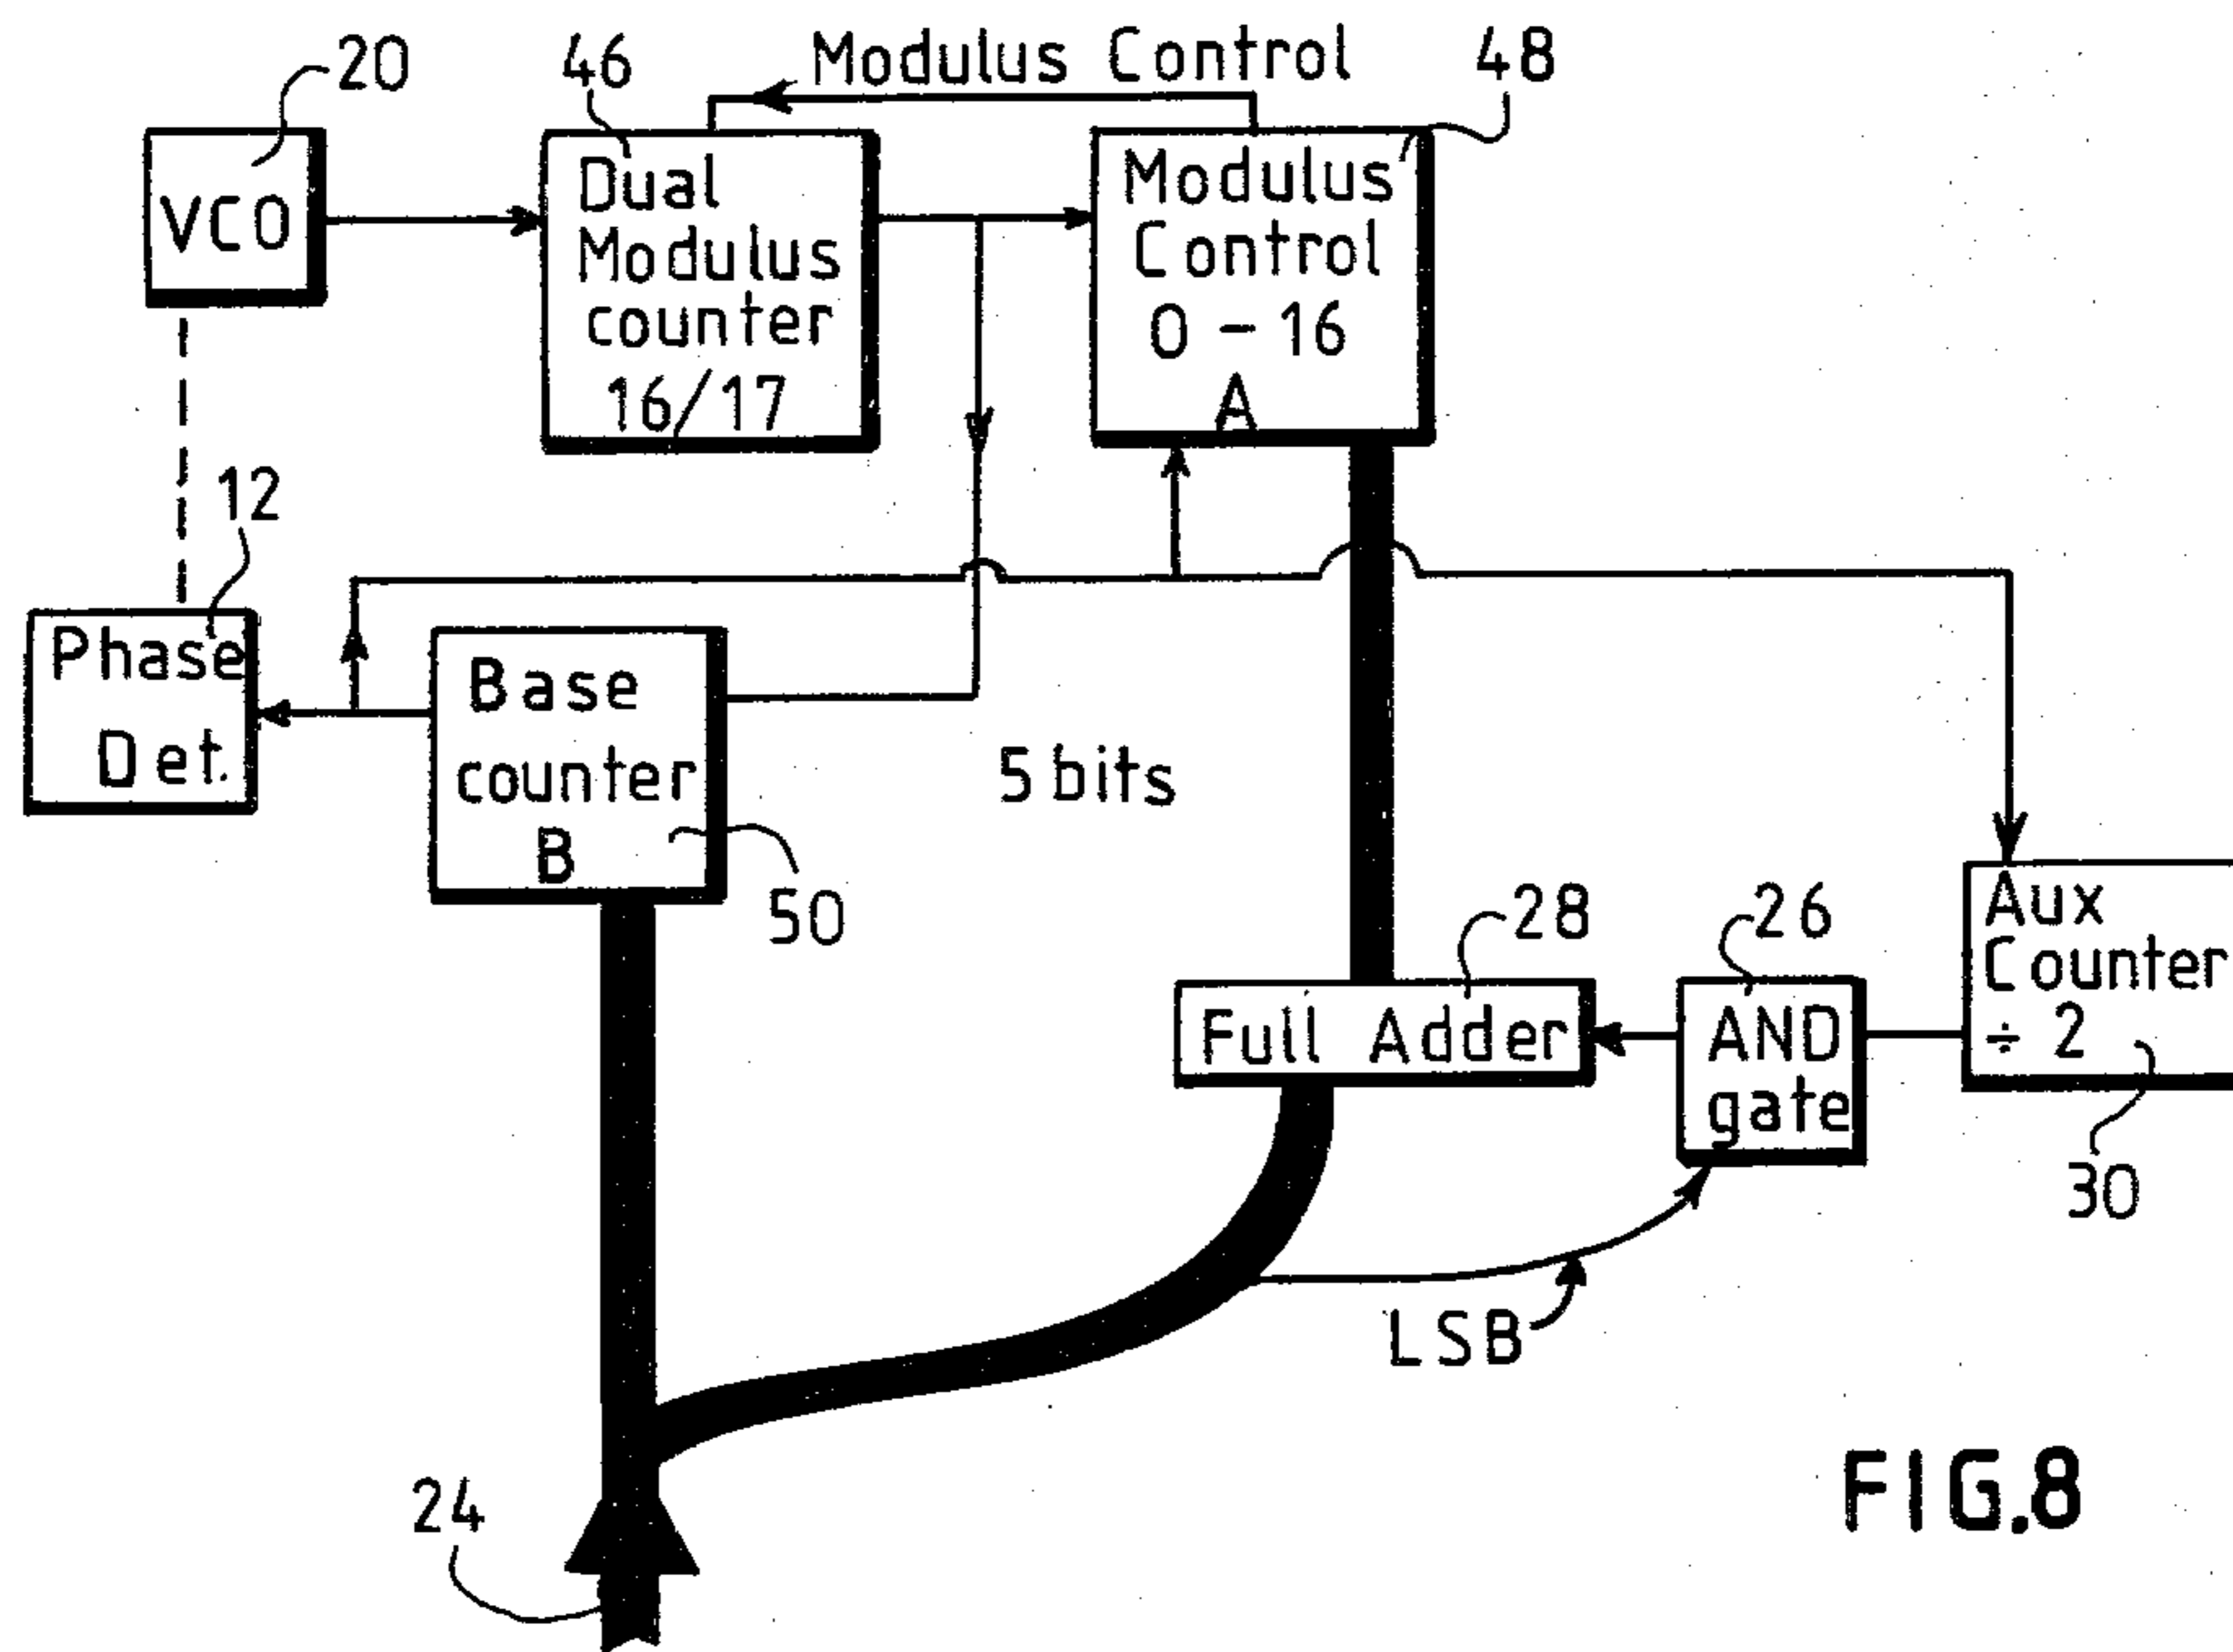 20
46
Modulus Control
48
VCO
Dual
Modulus
counter
16/17
Modulus
Control
0 - 16
A
12
Phase
Det.
Base
counter
B
50
5 bits
28
26
Aux
Counter
÷ 2
Full Adder
AND
gate
30
LSB
24
FIG.8